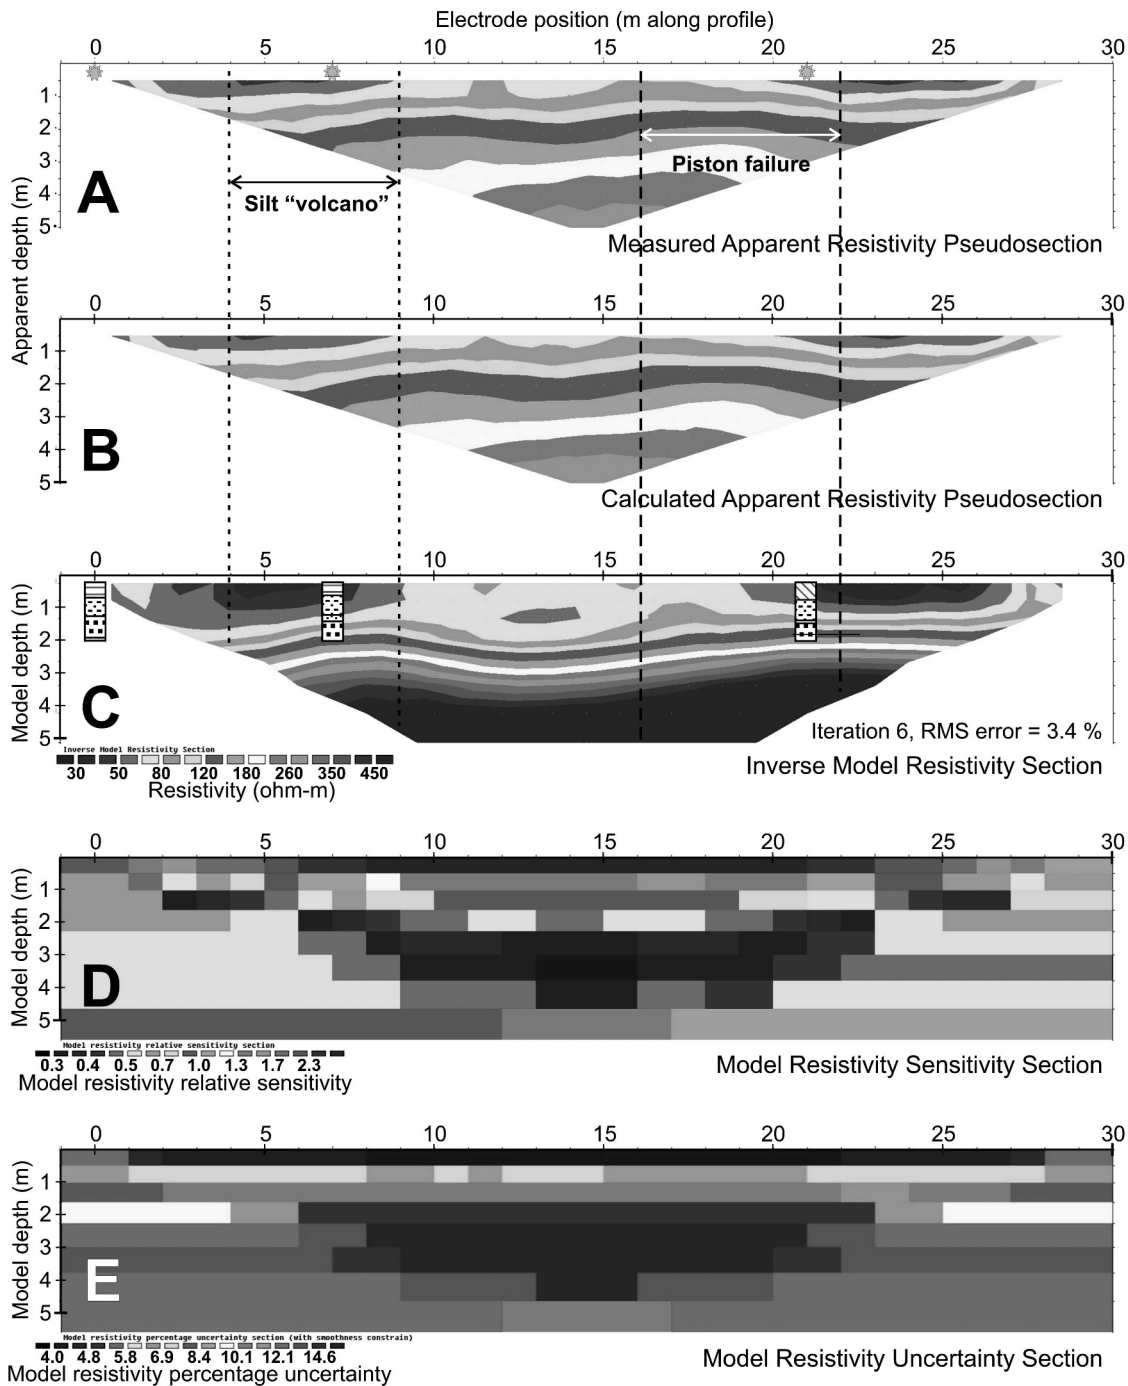 Electrode position (m along profile)
0 5 10 15 20 25 30
1
2
3
4
5
Apparent depth (m)
A
Silt “volcano”
Piston failure
Measured Apparent Resistivity Pseudosection
0 5 10 15 20 25 30
1
2
3
4
5
B
Calculated Apparent Resistivity Pseudosection
0 5 10 15 20 25 30
Model depth (m)
1
2
3
4
5
C
Iteration 6, RMS error = 3.4 %
Inverse Model Resistivity Section
Inverse Model Resistivity Section
30 50 80 120 180 260 350 450
Resistivity (ohm-m)
0 5 10 15 20 25 30
Model depth (m)
1
2
3
4
5
D
Model resistivity relative sensitivity section
0.3 0.4 0.5 0.7 1.0 1.3 1.7 2.3
Model resistivity relative sensitivity
Model Resistivity Sensitivity Section
0 5 10 15 20 25 30
Model depth (m)
1
2
3
4
5
E
Model resistivity percentage uncertainty section (with smoothness constrain)
4.0 4.8 5.8 6.9 8.4 10.1 12.1 14.6
Model resistivity percentage uncertainty
Model Resistivity Uncertainty Section